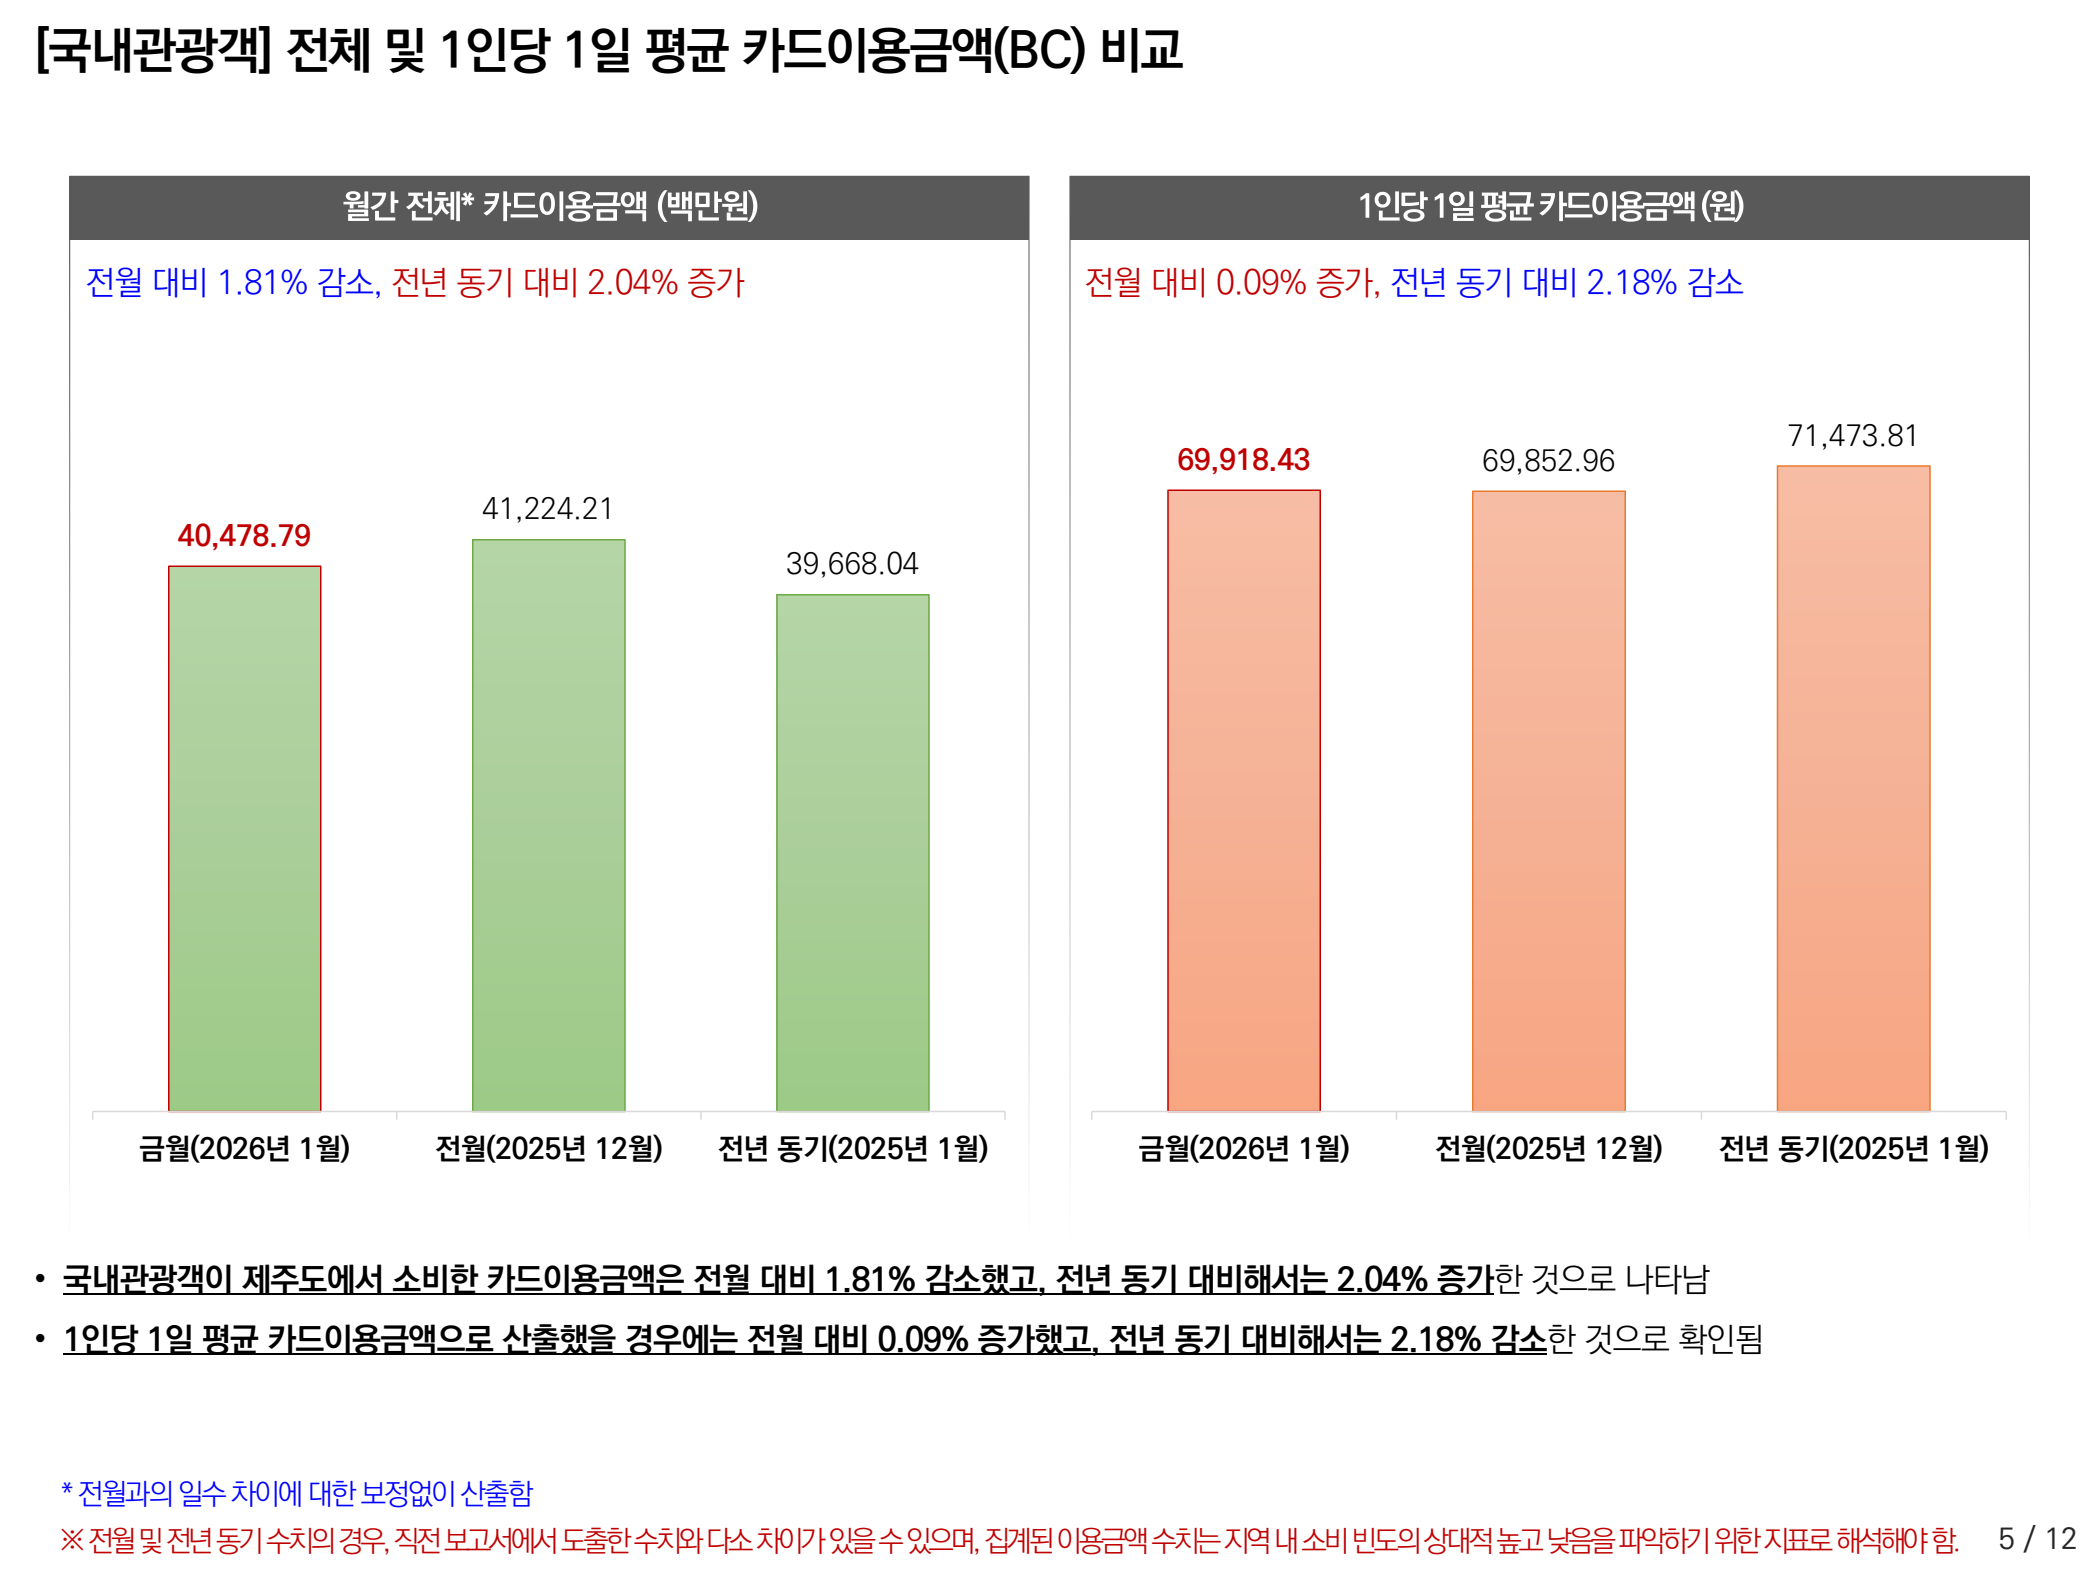 [국내관광객] 전체 및 1인당 1일 평균 카드이용금액(BC) 비교
월간 전체* 카드이용금액 (백만원)
전월 대비 1.81% 감소, 전년 동기 대비 2.04% 증가
40,478.79
41,224.21
39,668.04
금월(2026년 1월)
전월(2025년 12월)
전년 동기(2025년 1월)
1인당 1일 평균 카드이용금액 (원)
전월 대비 0.09% 증가, 전년 동기 대비 2.18% 감소
69,918.43
69,852.96
71,473.81
금월(2026년 1월)
전월(2025년 12월)
전년 동기(2025년 1월)
• 국내관광객이 제주도에서 소비한 카드이용금액은 전월 대비 1.81% 감소했고, 전년 동기 대비해서는 2.04% 증가한 것으로 나타남
• 1인당 1일 평균 카드이용금액으로 산출했을 경우에는 전월 대비 0.09% 증가했고, 전년 동기 대비해서는 2.18% 감소한 것으로 확인됨
* 전월과의 일수 차이에 대한 보정없이 산출함
※ 전월 및 전년 동기 수치의 경우, 직전 보고서에서 도출한 수치와 다소 차이가 있을 수 있으며, 집계된 이용금액 수치는 지역 내 소비 빈도의 상대적 높고 낮음을 파악하기 위한 지표로 해석해야 함.
5 / 12